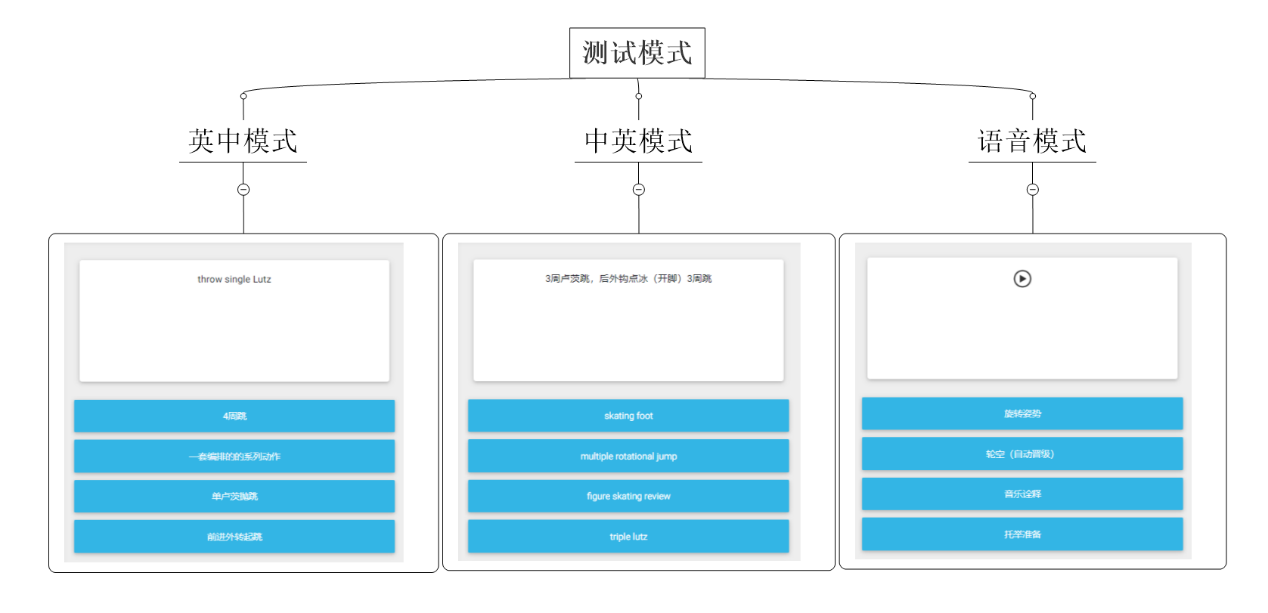 测试模式
英中模式
中英模式
语音模式
throw single Lutz
4周跳
一套编排的的系列动作
单卢茨抛跳
前进外转起跳
3周卢茨跳，后外钩点冰（开脚）3周跳
skating foot
multiple rotational jump
figure skating review
triple lutz
旋转姿势
轮空（自动晋级）
音乐诠释
托举准备